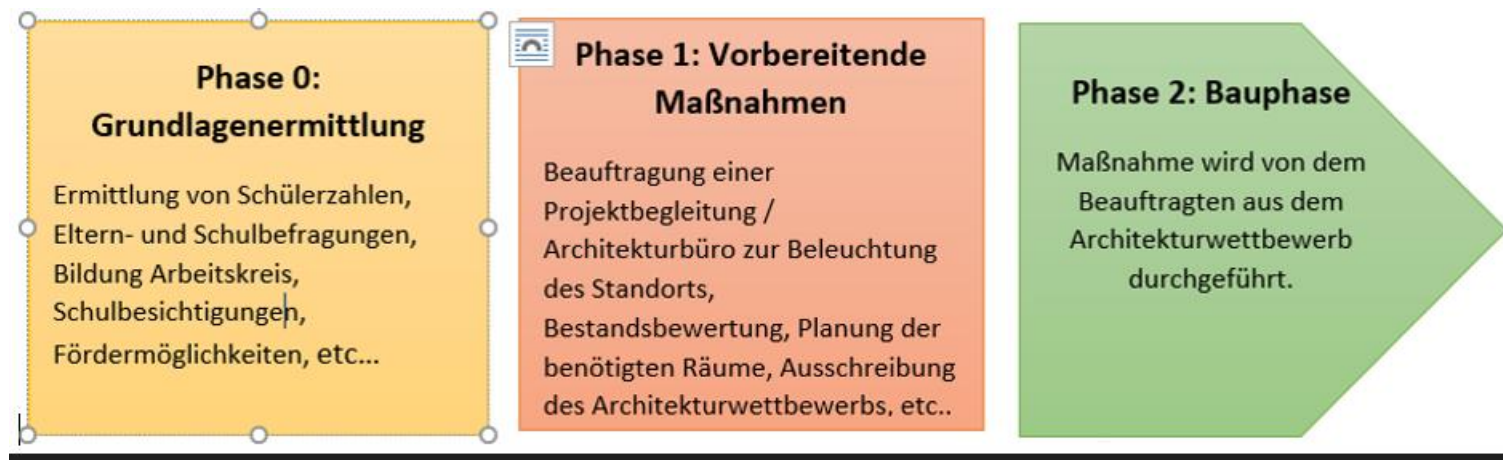 Phase 0:
Grundlagenermittlung
Ermittlung von Schülerzahlen,
Eltern- und Schulbefragungen,
Bildung Arbeitskreis,
Schulbesichtigungen,
Fördermöglichkeiten, etc...
Phase 1: Vorbereitende
Maßnahmen
Beauftragung einer
Projektbegleitung /
Architekturbüro zur Beleuchtung
des Standorts,
Bestandsbewertung, Planung der
benötigten Räume, Ausschreibung
des Architekturwettbewerbs, etc..
Phase 2: Bauphase
Maßnahme wird von dem
Beauftragten aus dem
Architekturwettbewerb
durchgeführt.